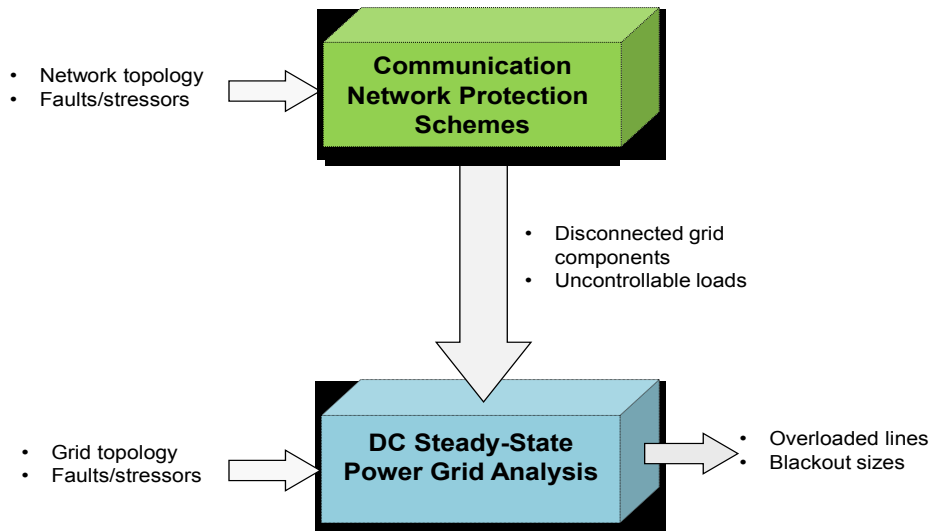 Communication
Network Protection
Schemes
• Network topology
• Faults/stressors
• Disconnected grid
components
• Uncontrollable loads
DC Steady-State
Power Grid Analysis
• Grid topology
• Faults/stressors
• Overloaded lines
• Blackout sizes